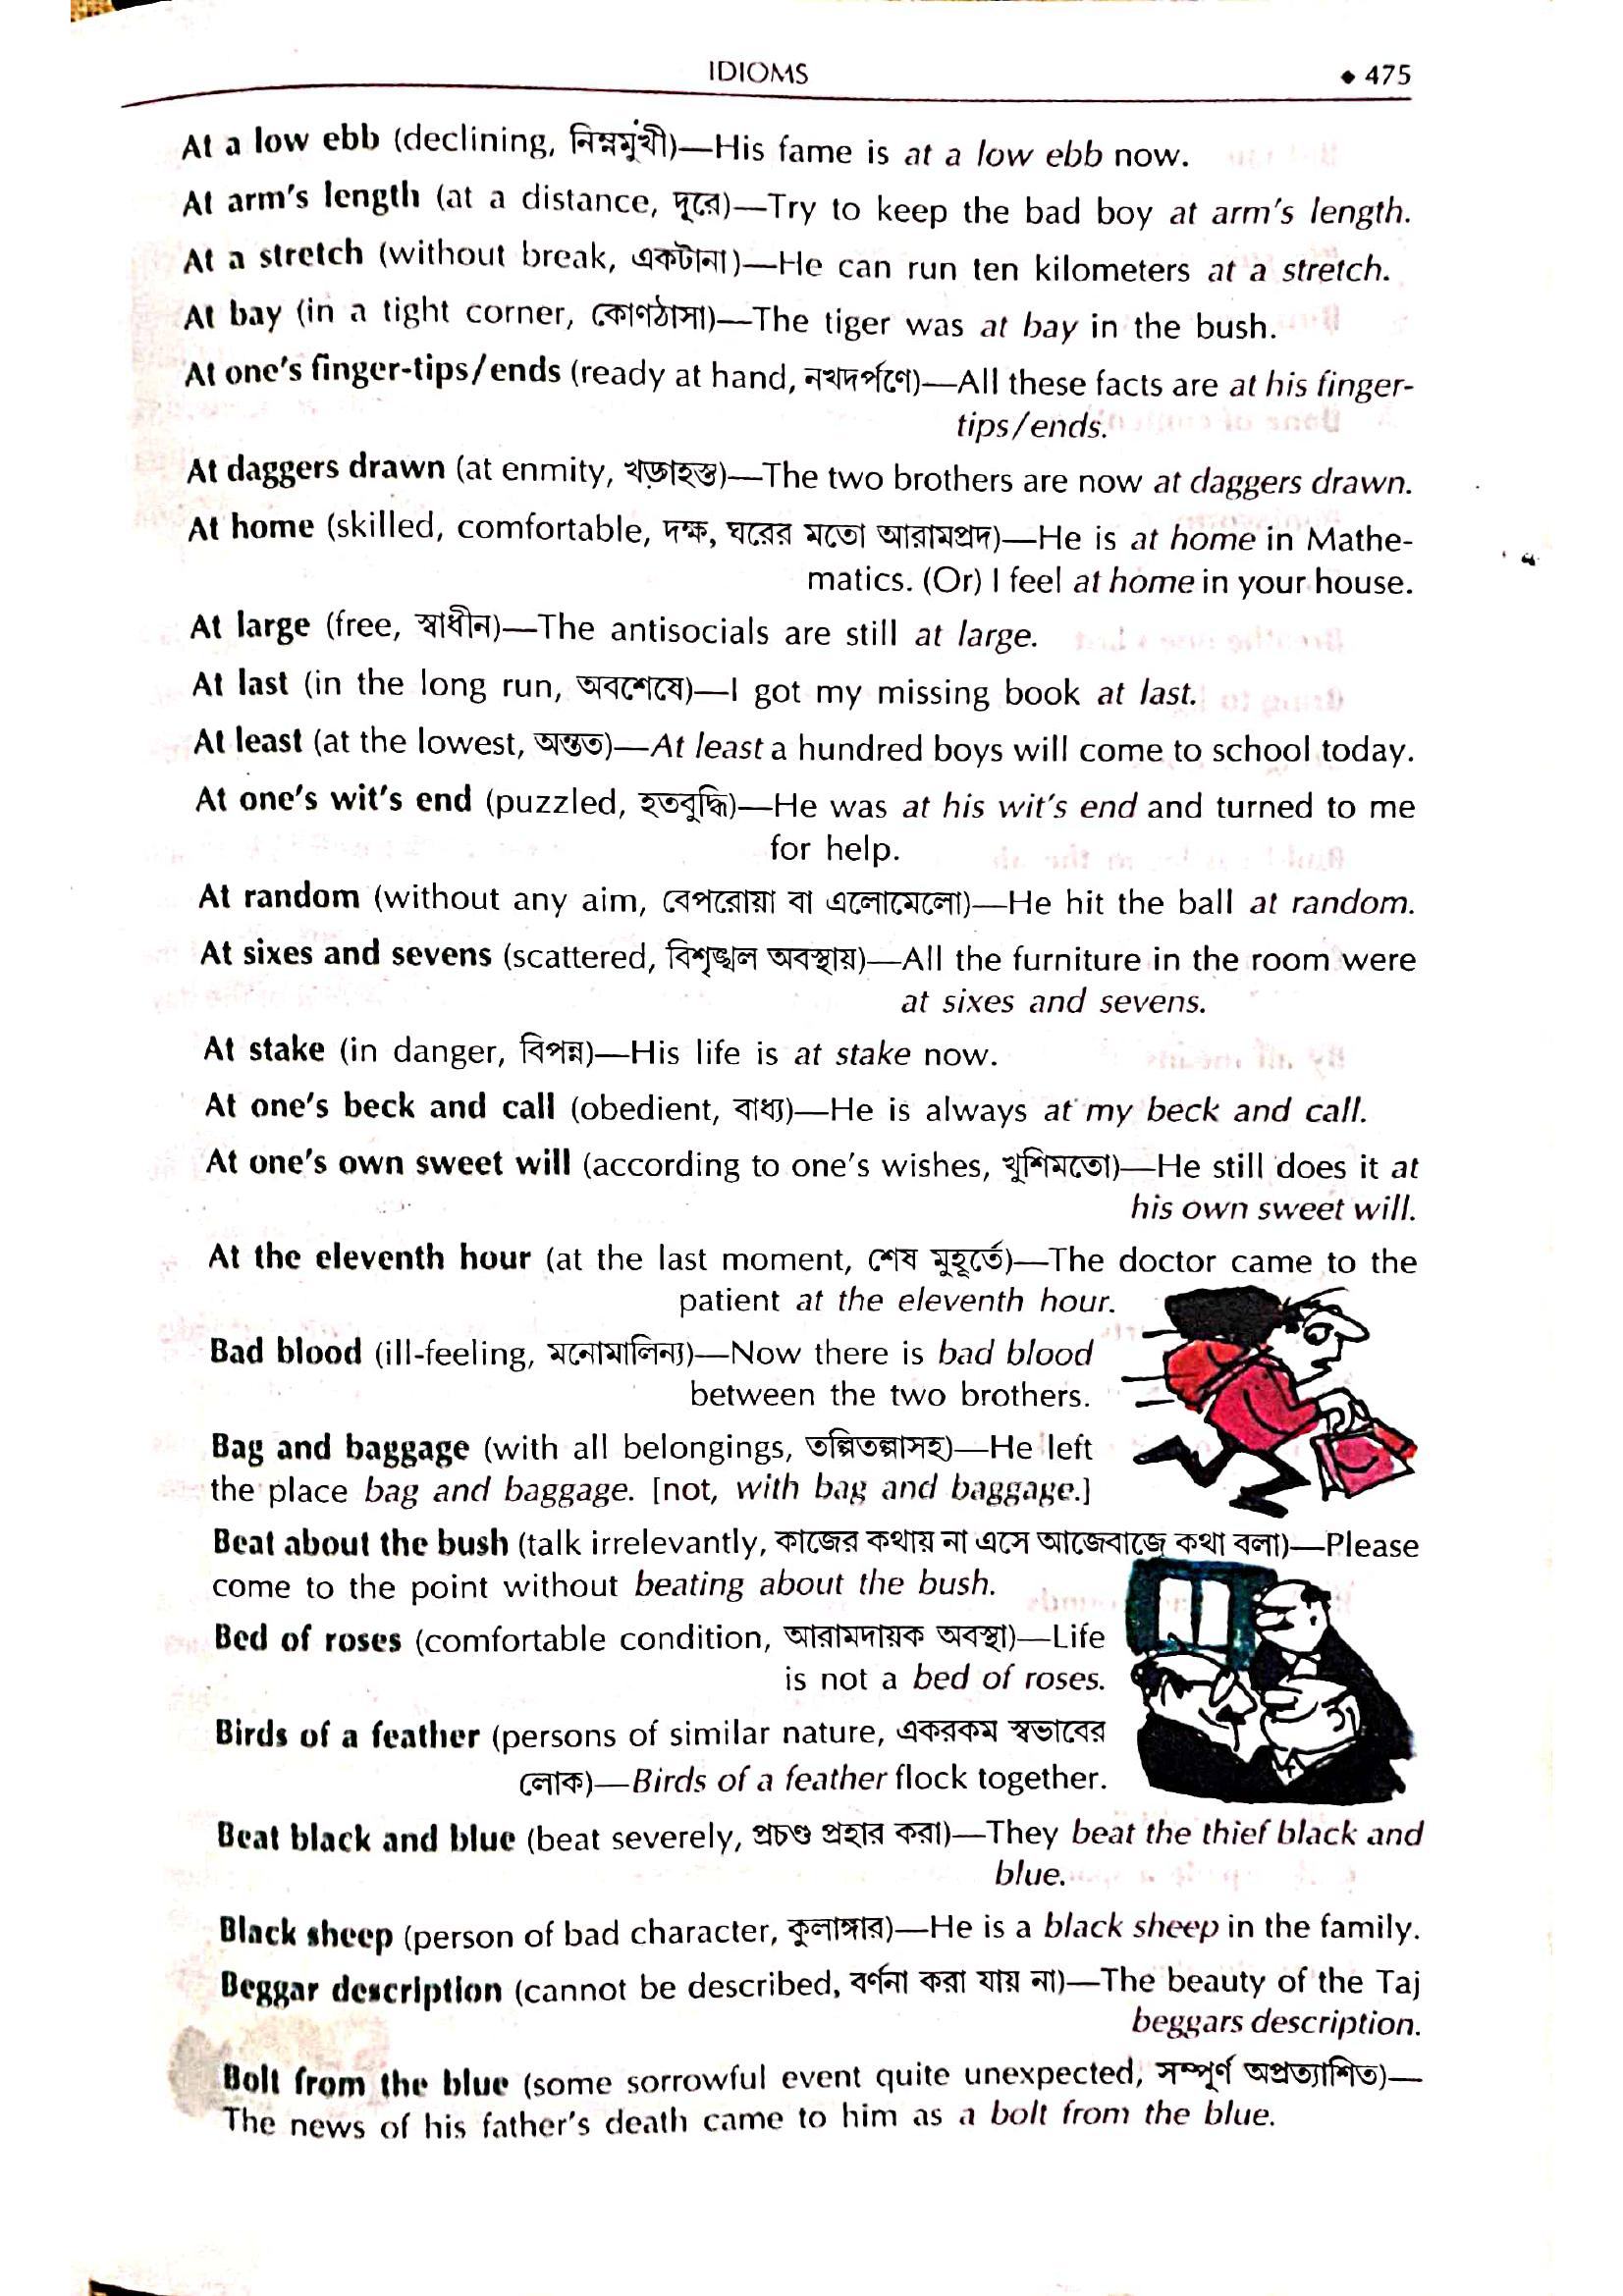 IDIOMS
◆ 475
At a low ebb (declining, নিম্নমুখী)—His fame is at a low ebb now.
At arm's length (at a distance, দূরে)—Try to keep the bad boy at arm's length.
At a stretch (without break, একটানা)—He can run ten kilometers at a stretch.
At bay (in a tight corner, কোণঠাসা)—The tiger was at bay in the bush.
At one's finger-tips/ends (ready at hand, নখদর্পণে)—All these facts are at his finger-
tips/ends.
At daggers drawn (at enmity, খড়্গহস্ত)—The two brothers are now at daggers drawn.
At home (skilled, comfortable, দক্ষ, ঘরের মতো আরামপ্রদ)—He is at home in Mathe-
matics. (Or) I feel at home in your house.
At large (free, স্বাধীন)—The antisocials are still at large.
At last (in the long run, অবশেষে)—I got my missing book at last.
At least (at the lowest, অন্তত)—At least a hundred boys will come to school today.
At one's wit's end (puzzled, হতবুদ্ধি)—He was at his wit's end and turned to me
for help.
At random (without any aim, বেপরোয়া বা এলোমেলো)—He hit the ball at random.
At sixes and sevens (scattered, বিশৃঙ্খল অবস্থায়)—All the furniture in the room were
at sixes and sevens.
At stake (in danger, বিপন্ন)—His life is at stake now.
At one's beck and call (obedient, বাধ্য)—He is always at my beck and call.
At one's own sweet will (according to one's wishes, খুশিমতো)—He still does it at
his own sweet will.
At the eleventh hour (at the last moment, শেষ মুহূর্তে)—The doctor came to the
patient at the eleventh hour.
Bad blood (ill-feeling, মনোমালিন্য)—Now there is bad blood
between the two brothers.
Bag and baggage (with all belongings, তল্পিতল্পাসহ)—He left
the place bag and baggage. [not, with bag and baggage.]
Beat about the bush (talk irrelevantly, কাজের কথায় না এসে আজেবাজে কথা বলা)—Please
come to the point without beating about the bush.
Bed of roses (comfortable condition, আরামদায়ক অবস্থা)—Life
is not a bed of roses.
Birds of a feather (persons of similar nature, একরকম স্বভাবের
লোক)—Birds of a feather flock together.
Beat black and blue (beat severely, প্রচণ্ড প্রহার করা)—They beat the thief black and
blue.
Black sheep (person of bad character, কুলাঙ্গার)—He is a black sheep in the family.
Beggar description (cannot be described, বর্ণনা করা যায় না)—The beauty of the Taj
beggars description.
Bolt from the blue (some sorrowful event quite unexpected, সম্পূর্ণ অপ্রত্যাশিত)—
The news of his father's death came to him as a bolt from the blue.